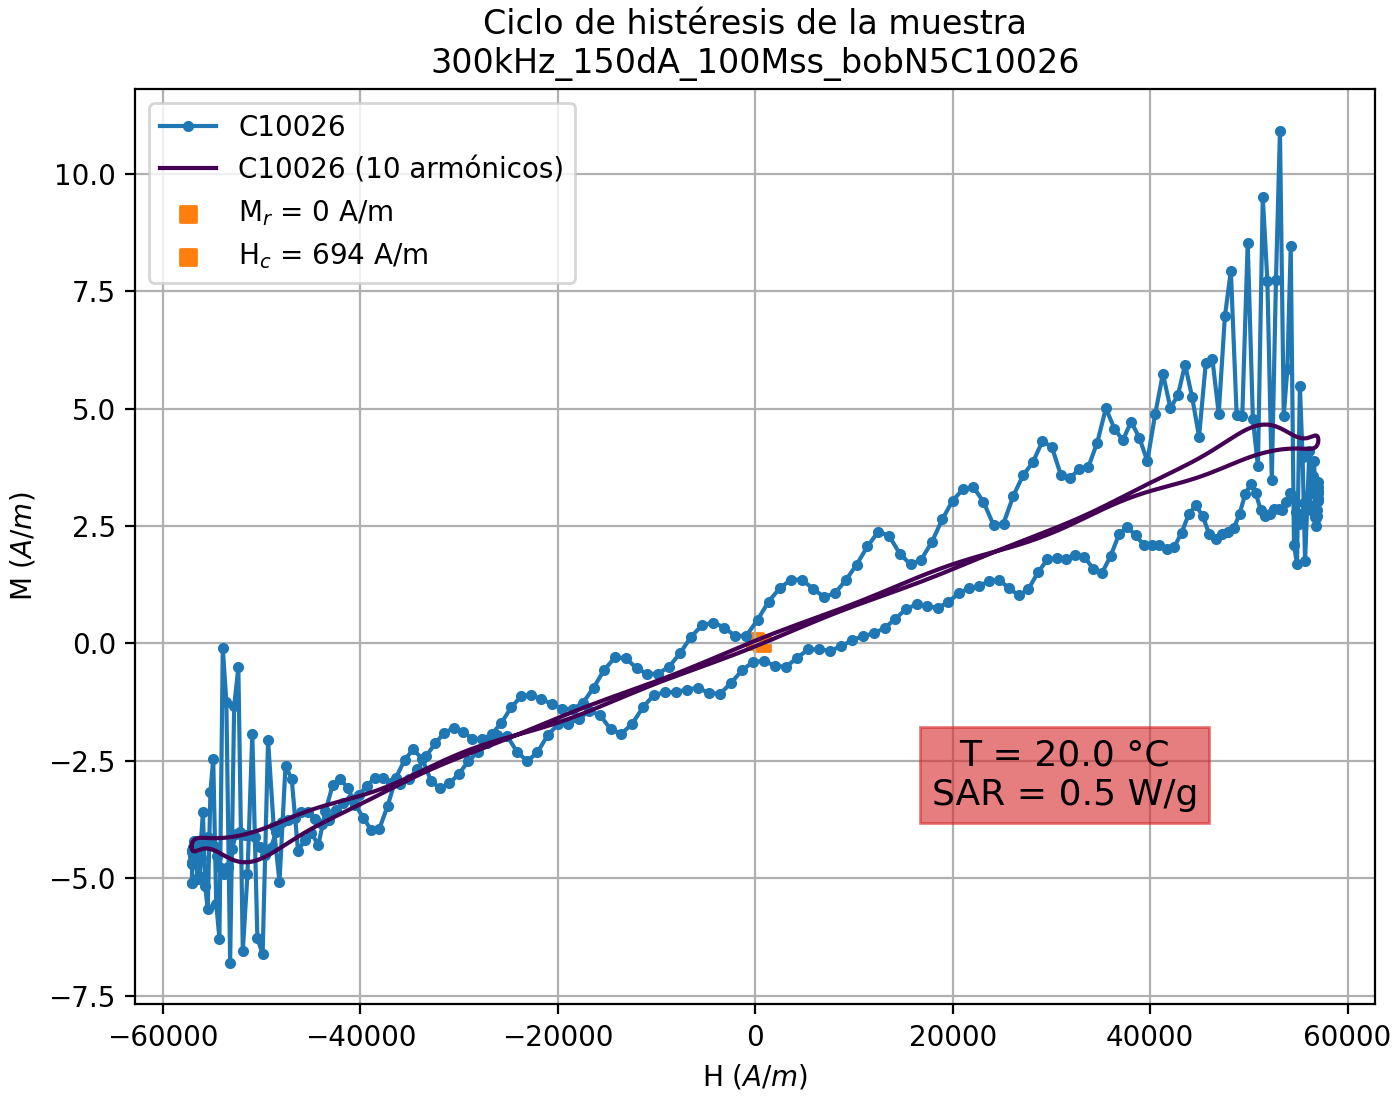 Ciclo de histéresis de la muestra
300kHz_150dA_100Mss_bobN5C10026
C10026
C10026 (10 armónicos)
Mr = 0 A/m
Hc = 694 A/m
10.0
7.5
5.0
2.5
0.0
−2.5
−5.0
−7.5
M (A/m)
T = 20.0 °C
SAR = 0.5 W/g
−60000 −40000 −20000 0 20000 40000 60000
H (A/m)